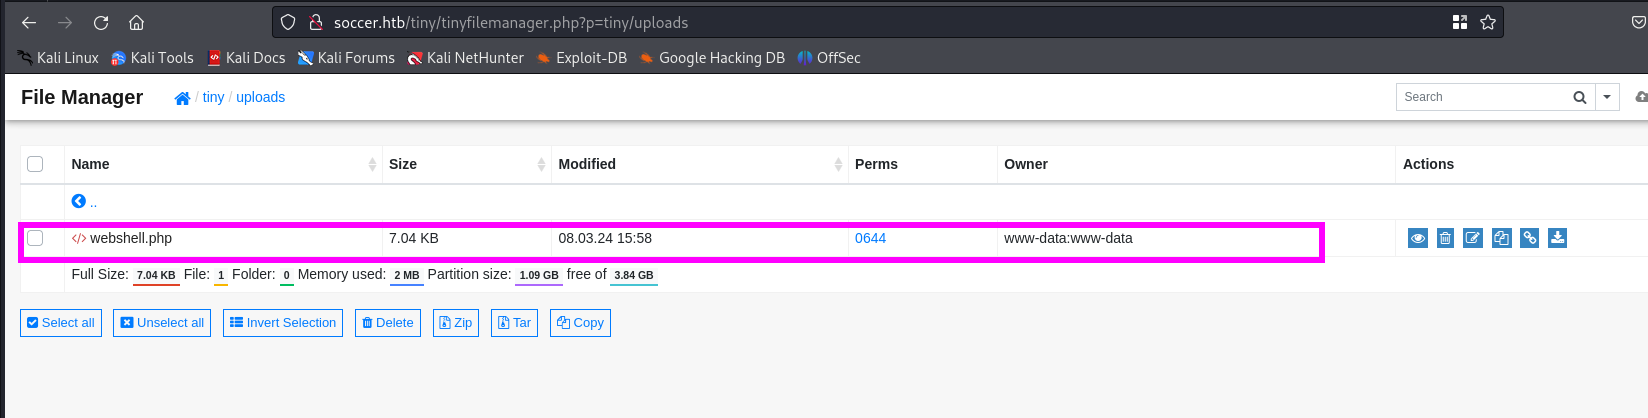 soccer.htb/tiny/tinyfilemanager.php?p=tiny/uploads
Kali Linux Kali Tools Kali Docs Kali Forums Kali NetHunter Exploit-DB Google Hacking DB OffSec
File Manager / tiny / uploads Search
Name Size Modified Perms Owner Actions
..
</> webshell.php 7.04 KB 08.03.24 15:58 0644 www-data:www-data
Full Size: 7.04 KB File: 1 Folder: 0 Memory used: 2 MB Partition size: 1.09 GB free of 3.84 GB
Select all Unselect all Invert Selection Delete Zip Tar Copy